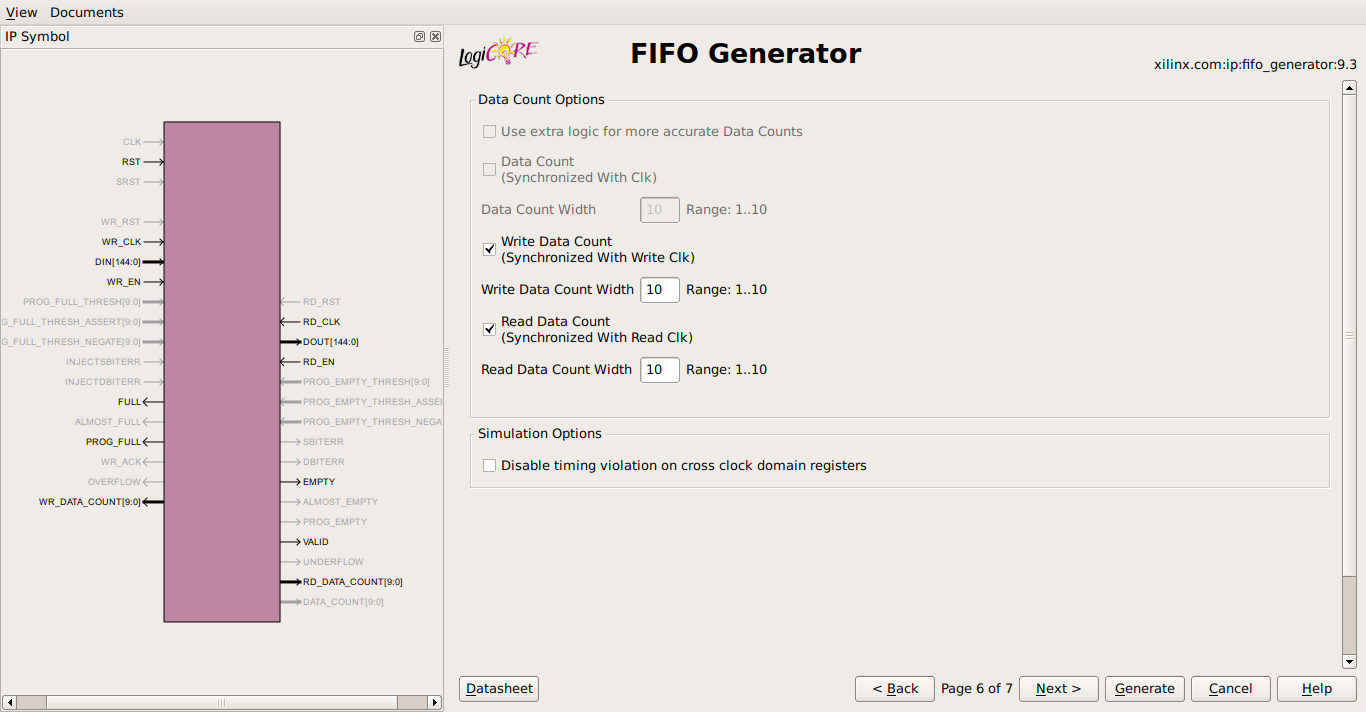 View Documents
IP Symbol
CLK
RST
SRST
WR_RST
WR_CLK
DIN[144:0]
WR_EN
PROG_FULL_THRESH[9:0]
G_FULL_THRESH_ASSERT[9:0]
G_FULL_THRESH_NEGATE[9:0]
INJECTSBITERR
INJECTDBITERR
FULL
ALMOST_FULL
PROG_FULL
WR_ACK
OVERFLOW
WR_DATA_COUNT[9:0]
RD_RST
RD_CLK
DOUT[144:0]
RD_EN
PROG_EMPTY_THRESH[9:0]
PROG_EMPTY_THRESH_ASSEI
PROG_EMPTY_THRESH_NEGA
SBITERR
DBITERR
EMPTY
ALMOST_EMPTY
PROG_EMPTY
VALID
UNDERFLOW
RD_DATA_COUNT[9:0]
DATA_COUNT[9:0]
LogiCORE
FIFO Generator
xilinx.com:ip:fifo_generator:9.3
Data Count Options
Use extra logic for more accurate Data Counts
Data Count
(Synchronized With Clk)
Data Count Width 10 Range: 1..10
Write Data Count
(Synchronized With Write Clk)
Write Data Count Width 10 Range: 1..10
Read Data Count
(Synchronized With Read Clk)
Read Data Count Width 10 Range: 1..10
Simulation Options
Disable timing violation on cross clock domain registers
Datasheet < Back Page 6 of 7 Next > Generate Cancel Help